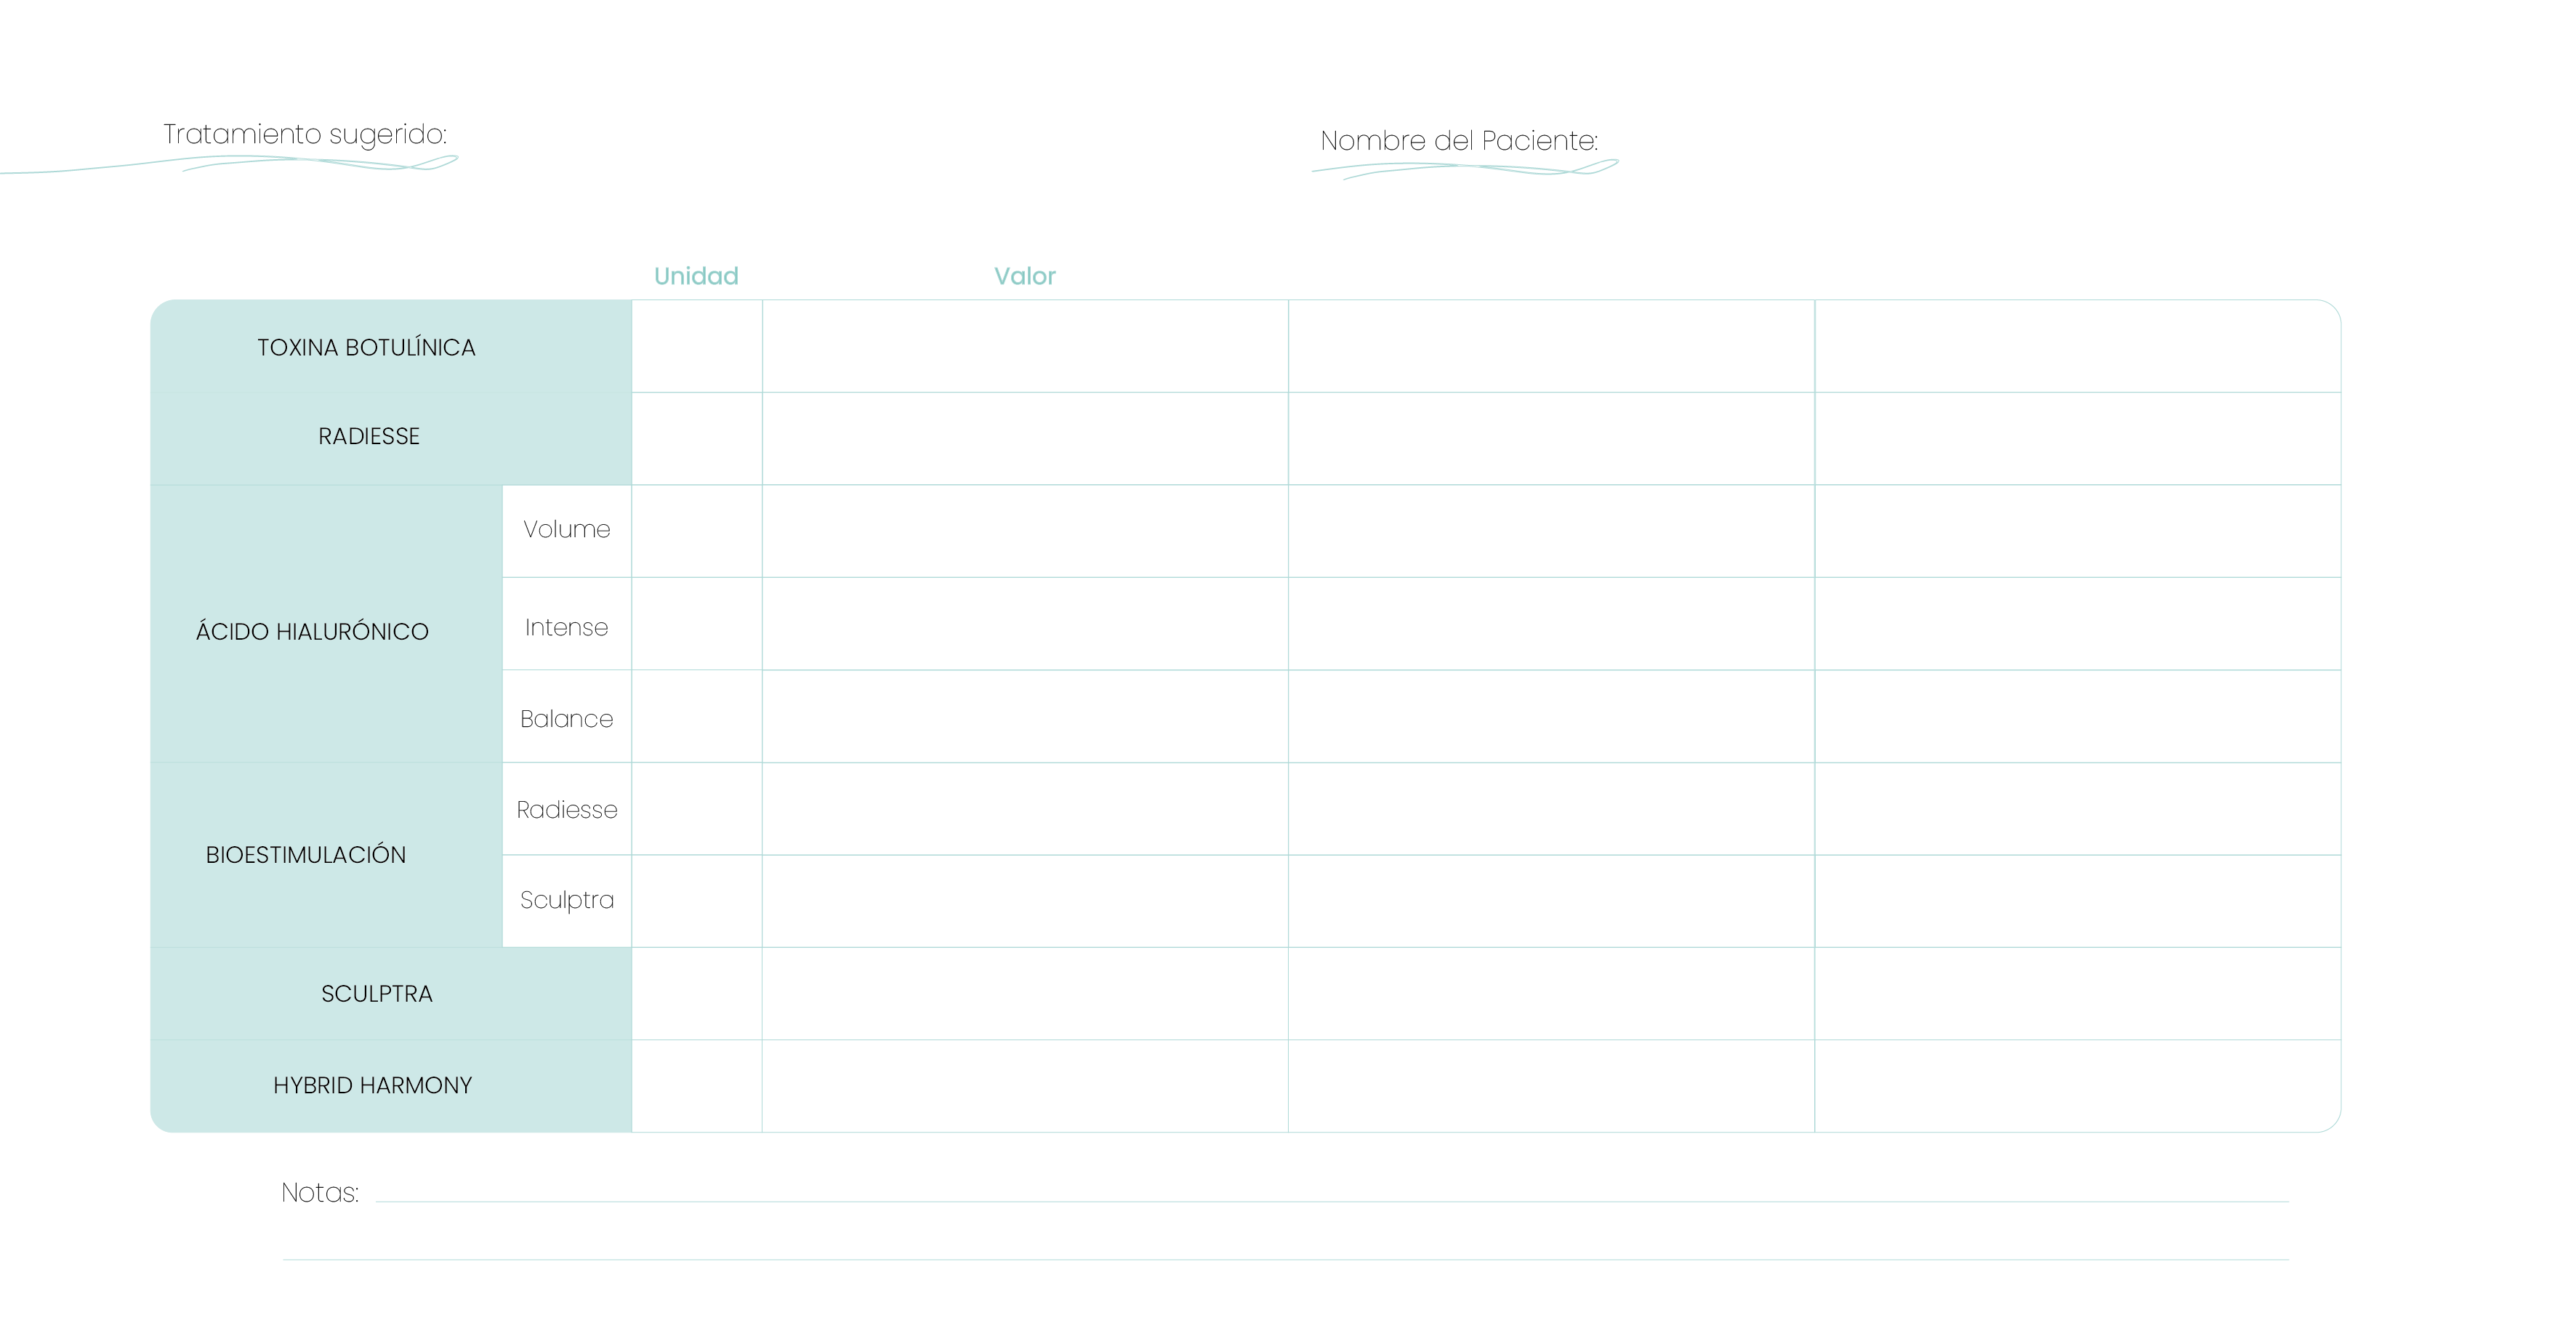 Tratamiento sugerido:
Nombre del Paciente:
Unidad Valor
TOXINA BOTULÍNICA
RADIESSE
ÁCIDO HIALURÓNICO
Volume
Intense
Balance
BIOESTIMULACIÓN
Radiesse
Sculptra
SCULPTRA
HYBRID HARMONY
Notas: